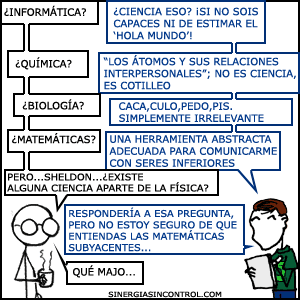 ¿INFORMÁTICA?
¿CIENCIA ESO? ¡SI NO SOIS
CAPACES NI DE ESTIMAR EL
'HOLA MUNDO'!
¿QUÍMICA?
"LOS ÁTOMOS Y SUS RELACIONES
INTERPERSONALES"; NO ES CIENCIA,
ES COTILLEO
¿BIOLOGÍA?
CACA,CULO,PEDO,PIS.
SIMPLEMENTE IRRELEVANTE
¿MATEMÁTICAS?
UNA HERRAMIENTA ABSTRACTA
ADECUADA PARA COMUNICARME
CON SERES INFERIORES
PERO...SHELDON...¿EXISTE
ALGUNA CIENCIA APARTE DE LA FÍSICA?
RESPONDERÍA A ESA PREGUNTA,
PERO NO ESTOY SEGURO DE QUE
ENTIENDAS LAS MATEMÁTICAS
SUBYACENTES...
QUÉ MAJO...
SINERGIASINCONTROL.COM